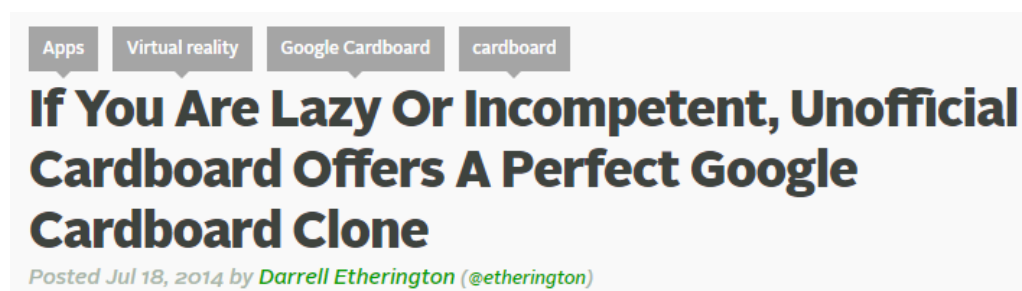 Apps Virtual reality Google Cardboard cardboard
If You Are Lazy Or Incompetent, Unofficial
Cardboard Offers A Perfect Google
Cardboard Clone
Posted Jul 18, 2014 by Darrell Etherington (@etherington)